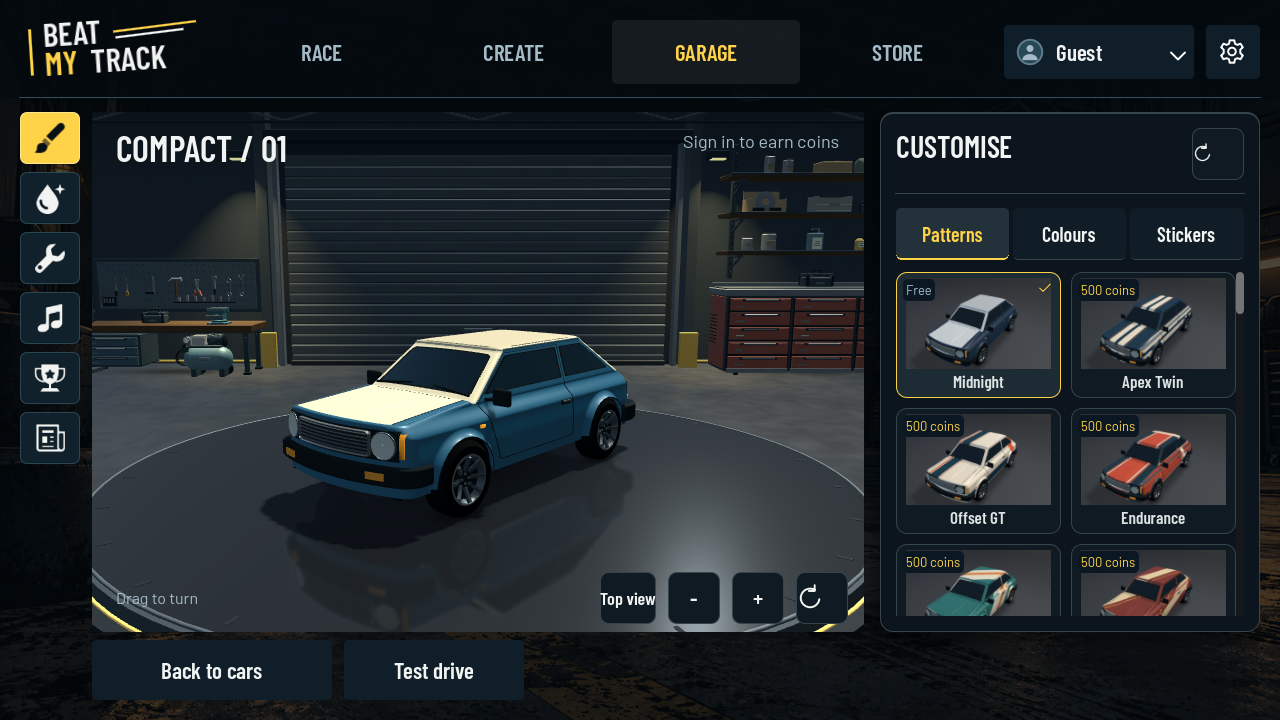 BEAT
MY TRACK
RACE
CREATE
GARAGE
STORE
Guest
COMPACT / 01
Sign in to earn coins
Drag to turn
Top view
-
+
Back to cars
Test drive
CUSTOMISE
Patterns
Colours
Stickers
Free
Midnight
500 coins
Apex Twin
500 coins
Offset GT
500 coins
Endurance
500 coins
500 coins